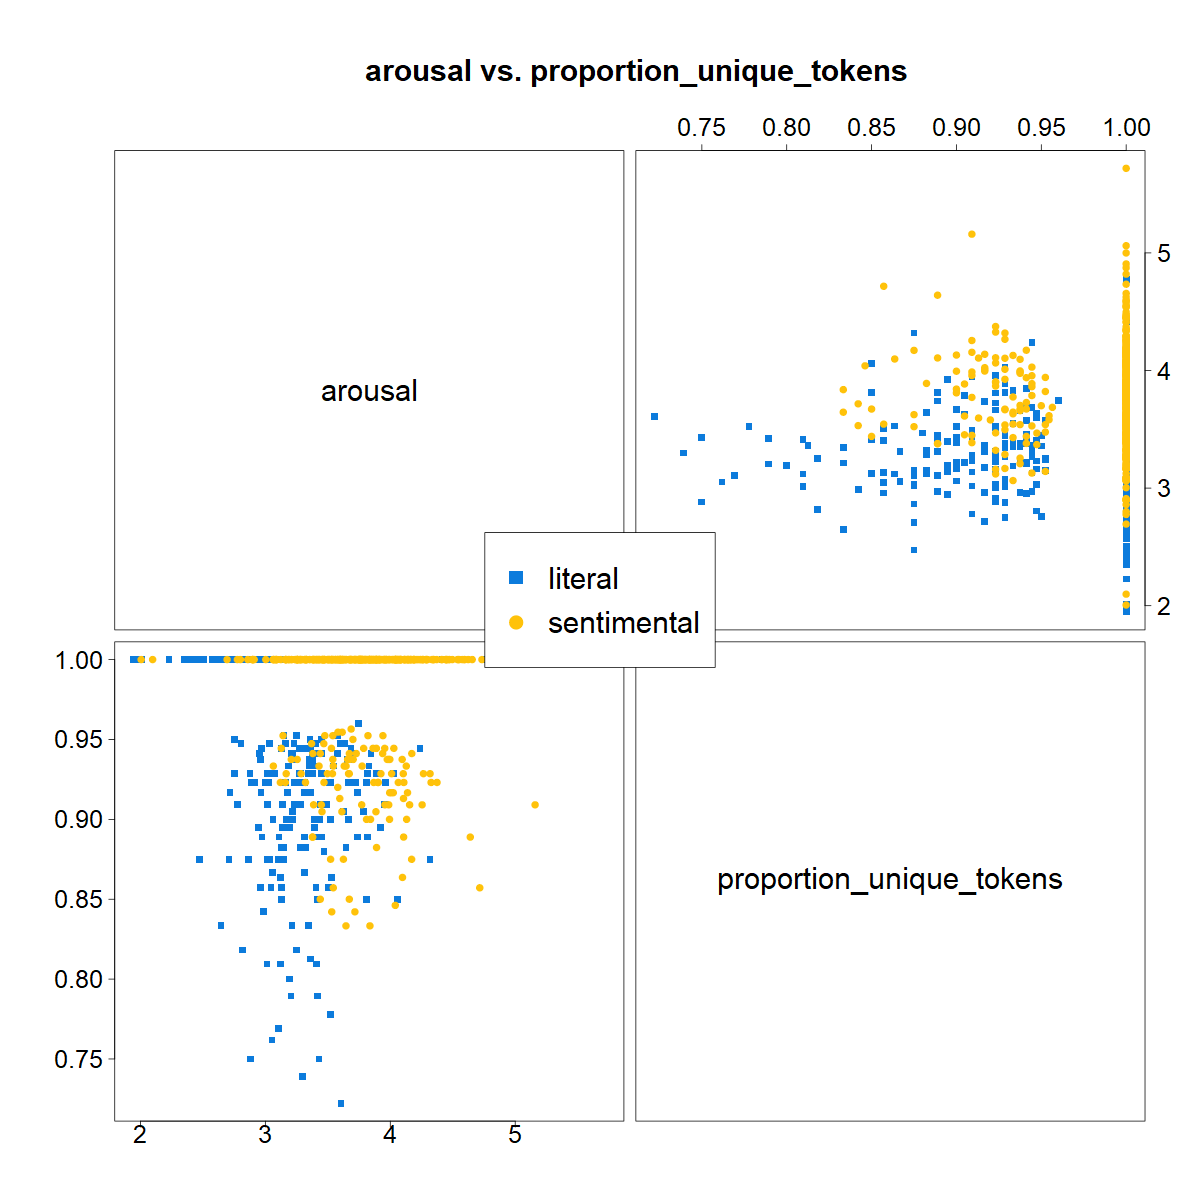 arousal vs. proportion_unique_tokens
0.75 0.80 0.85 0.90 0.95 1.00
arousal
5
4
3
2
literal
sentimental
1.00
0.95
0.90
0.85
0.80
0.75
proportion_unique_tokens
2 3 4 5